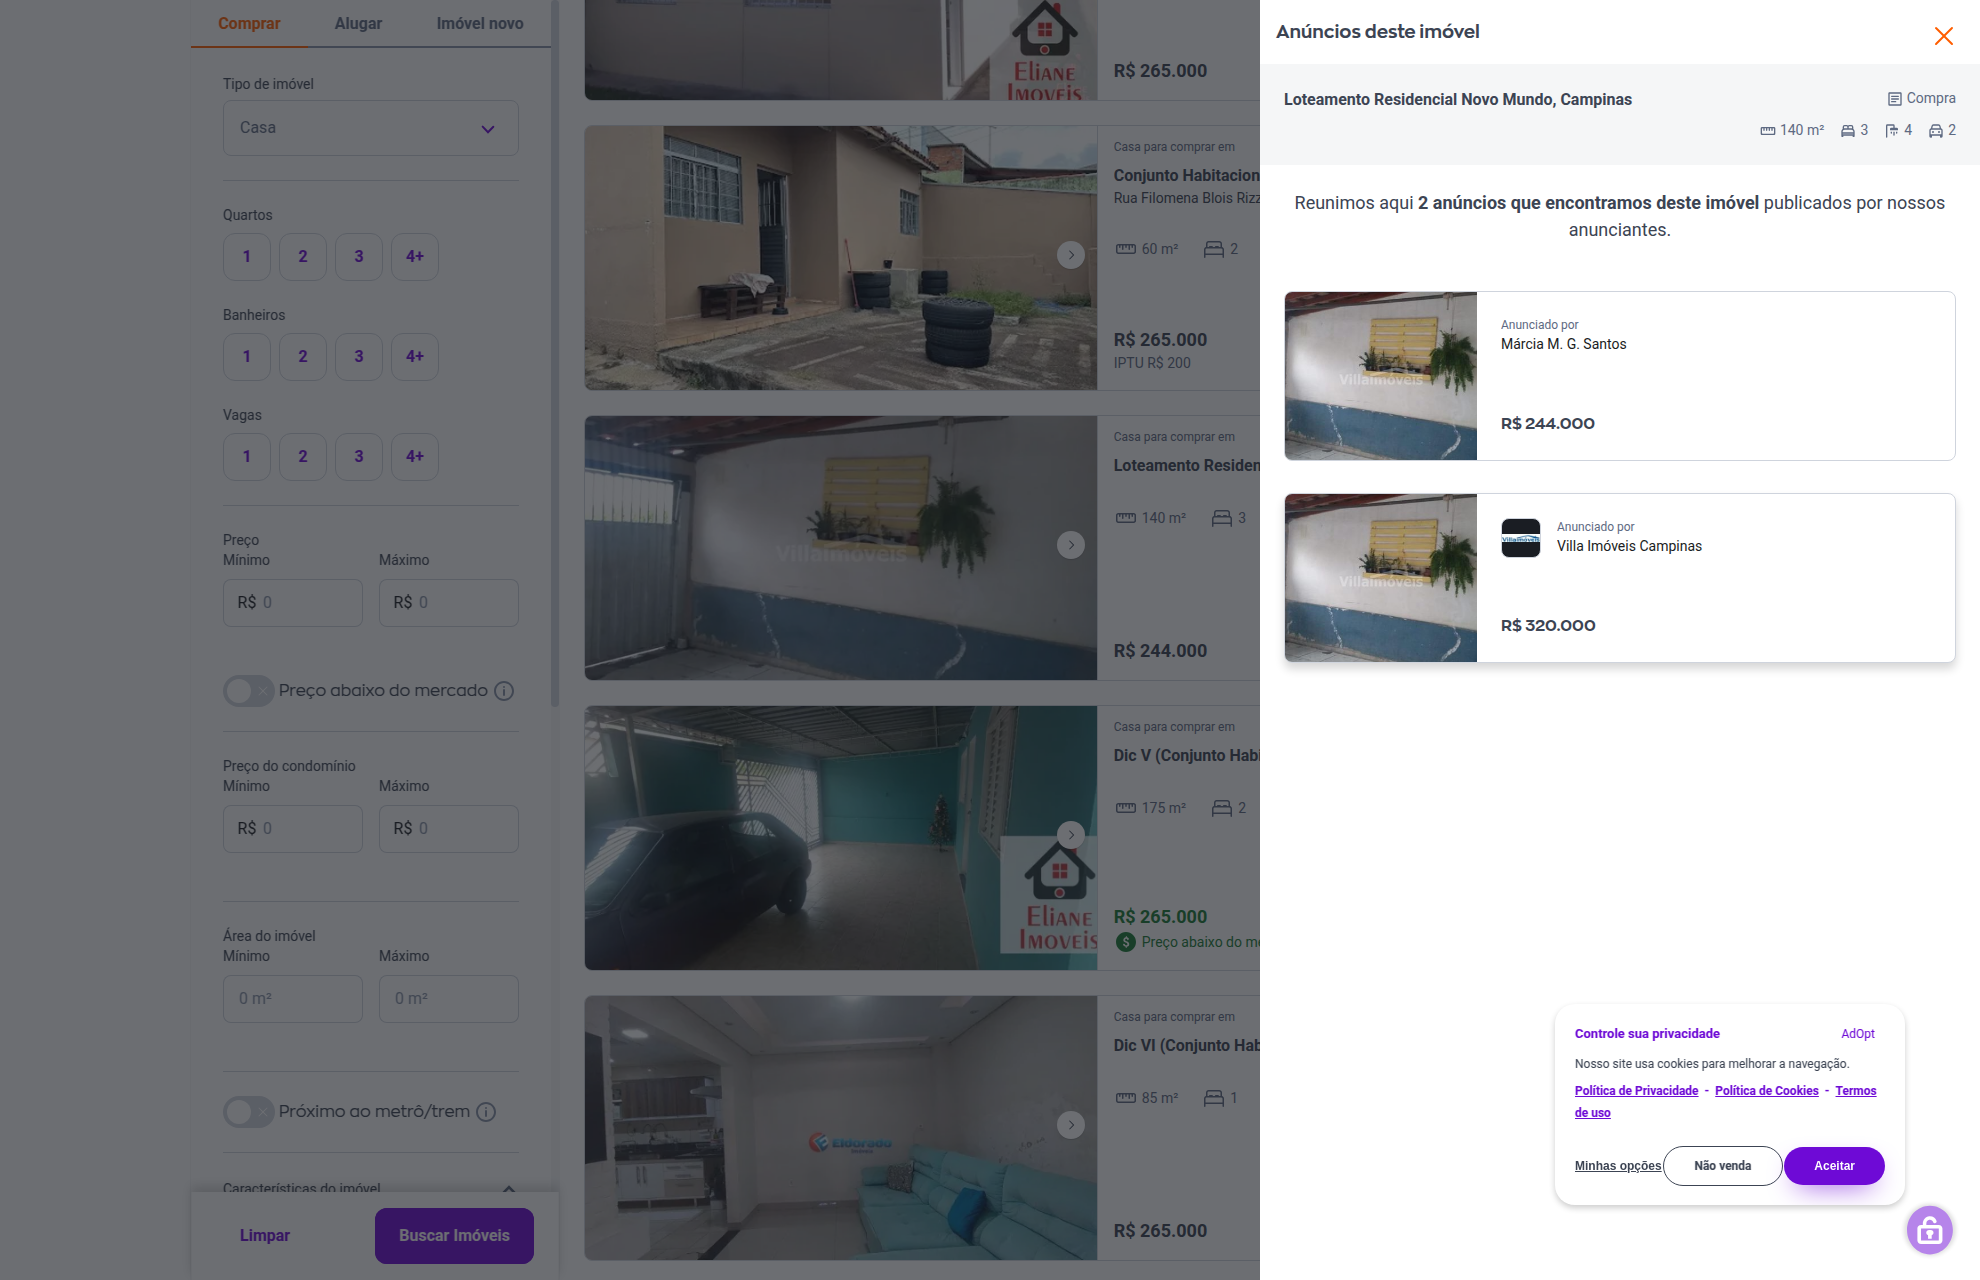 Comprar
Alugar
Imóvel novo
Tipo de imóvel
Casa
Quartos
1
2
3
4+
Banheiros
1
2
3
4+
Vagas
1
2
3
4+
Preço
Mínimo
Máximo
R$ 0
R$ 0
Preço abaixo do mercado
Preço do condomínio
Mínimo
Máximo
R$ 0
R$ 0
Área do imóvel
Mínimo
Máximo
0 m²
0 m²
Próximo ao metrô/trem
Características do imóvel
Limpar
Buscar Imóveis
ELIANE
IMOVEIS
R$ 265.000
Casa para comprar em
Conjunto Habitacion
Rua Filomena Blois Rizz
60 m²
2
R$ 265.000
IPTU R$ 200
VillaImóveis
Casa para comprar em
Loteamento Residen
140 m²
3
R$ 244.000
ELIANE
IMOVEIS
Casa para comprar em
Dic V (Conjunto Habi
175 m²
2
R$ 265.000
Preço abaixo do me
Eldorado
Casa para comprar em
Dic VI (Conjunto Hab
85 m²
1
R$ 265.000
Anúncios deste imóvel
Loteamento Residencial Novo Mundo, Campinas
Compra
140 m²
3
4
2
Reunimos aqui 2 anúncios que encontramos deste imóvel publicados por nossos
anunciantes.
VillaImóveis
Anunciado por
Márcia M. G. Santos
R$ 244.000
VillaImóveis
VillaImóveis
Anunciado por
Villa Imóveis Campinas
R$ 320.000
Controle sua privacidade
AdOpt
Nosso site usa cookies para melhorar a navegação.
Política de Privacidade - Política de Cookies - Termos
de uso
Minhas opções
Não venda
Aceitar